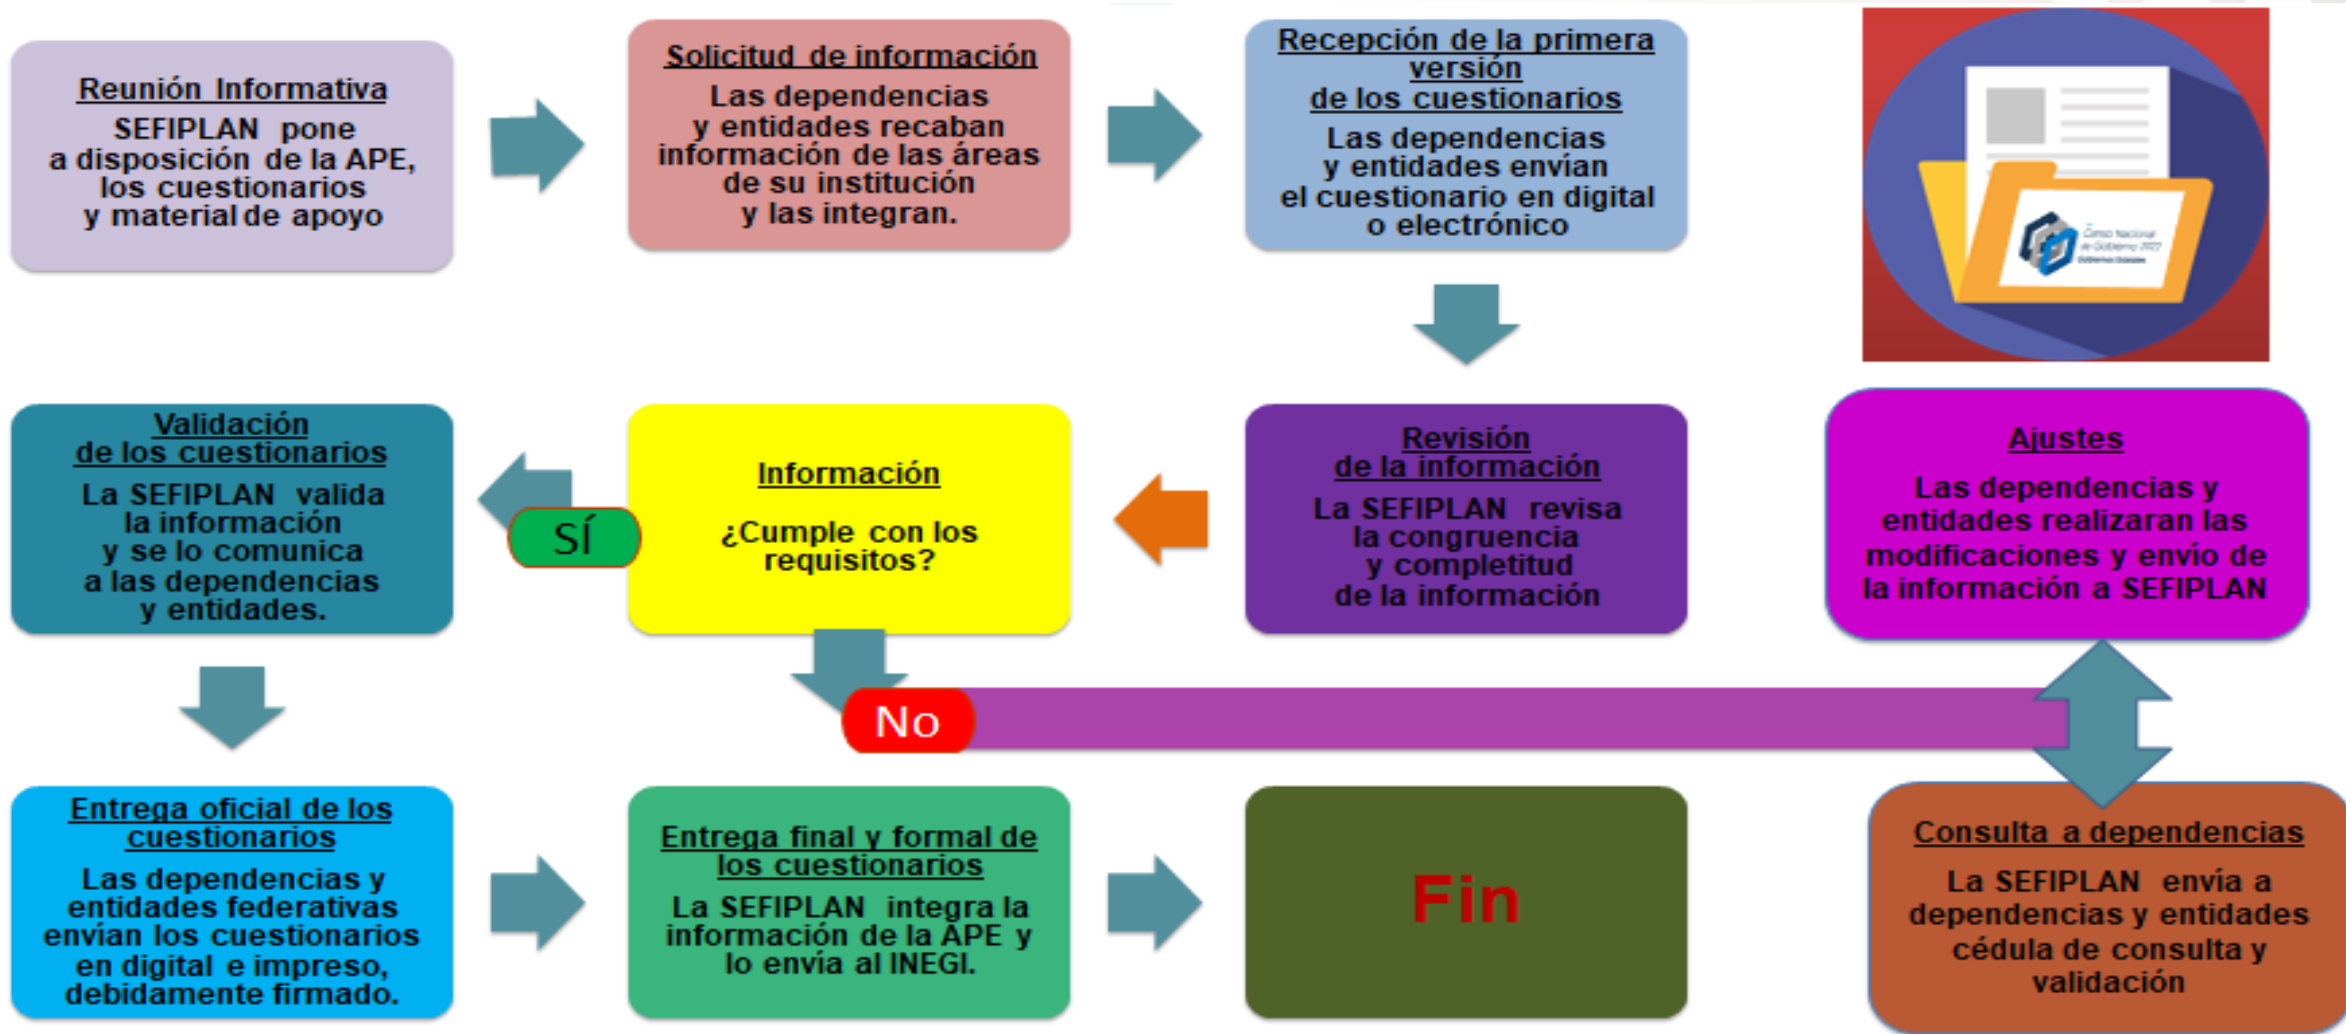 Reunión Informativa
SEFIPLAN pone
a disposición de la APE,
los cuestionarios
y material de apoyo
Solicitud de información
Las dependencias
y entidades recaban
información de las áreas
de su institución
y las integran.
Recepción de la primera
versión
de los cuestionarios
Las dependencias
y entidades envían
el cuestionario en digital
o electrónico
Censo Nacional
de Gobierno 2022
Gobiernos Estatales
Validación
de los cuestionarios
La SEFIPLAN valida
la información
y se lo comunica
a las dependencias
y entidades.
SÍ
Información
¿Cumple con los
requisitos?
Revisión
de la información
La SEFIPLAN revisa
la congruencia
y completitud
de la información
Ajustes
Las dependencias y
entidades realizaran las
modificaciones y envío de
la información a SEFIPLAN
No
Entrega oficial de los
cuestionarios
Las dependencias y
entidades federativas
envían los cuestionarios
en digital e impreso,
debidamente firmado.
Entrega final y formal de
los cuestionarios
La SEFIPLAN integra la
información de la APE y
lo envía al INEGI.
Fin
Consulta a dependencias
La SEFIPLAN envía a
dependencias y entidades
cédula de consulta y
validación